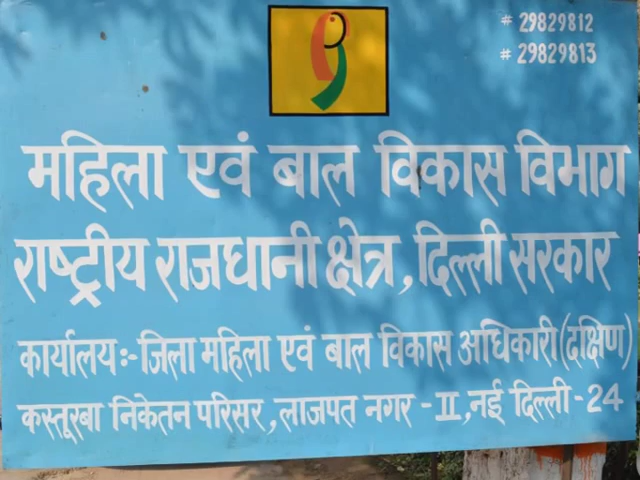 # 29829812
# 29829813
महिला एवं बाल विकास विभाग
राष्ट्रीय राजधानी क्षेत्र, दिल्ली सरकार
कार्यालय:- जिला महिला एवं बाल विकास अधिकारी (दक्षिण)
कस्तूरबा निकेतन परिसर, लाजपत नगर - II, नई दिल्ली - 24